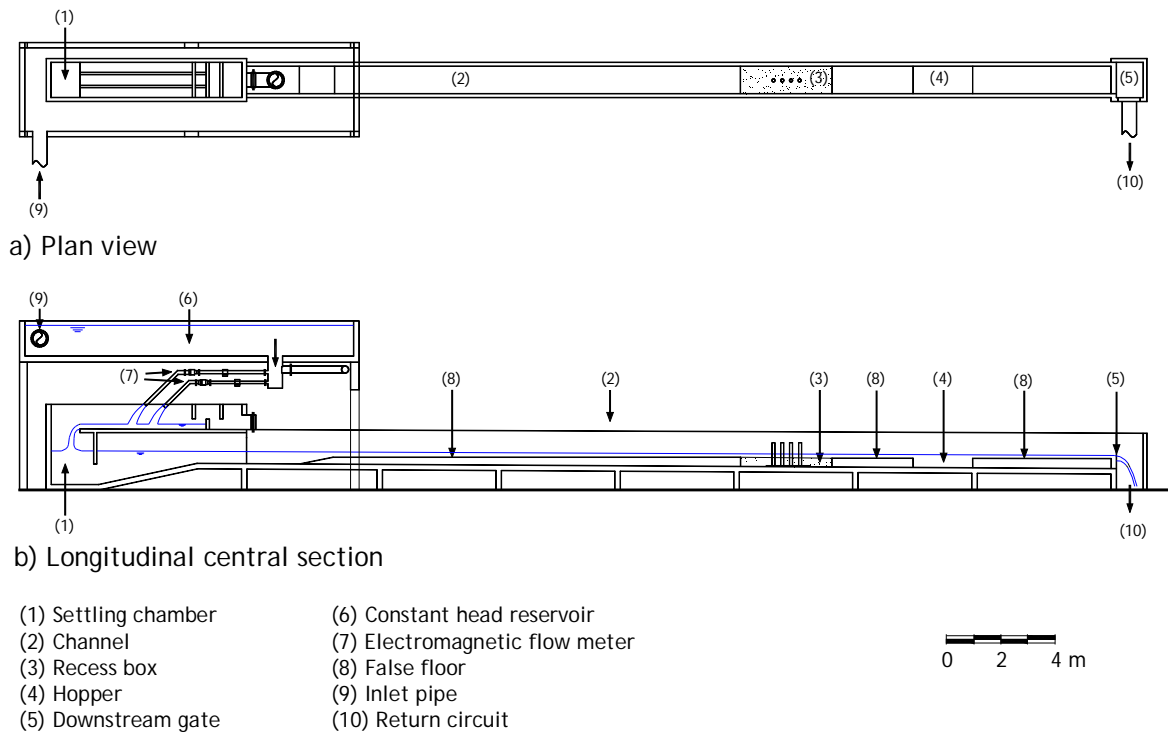 (1)
(2) (3) (4) (5)
(9) (10)
a) Plan view
(9) (6)
(7) (8) (2) (3) (8) (4) (8) (5)
(1) (10)
b) Longitudinal central section
(1) Settling chamber
(2) Channel
(3) Recess box
(4) Hopper
(5) Downstream gate
(6) Constant head reservoir
(7) Electromagnetic flow meter
(8) False floor
(9) Inlet pipe
(10) Return circuit
0 2 4 m